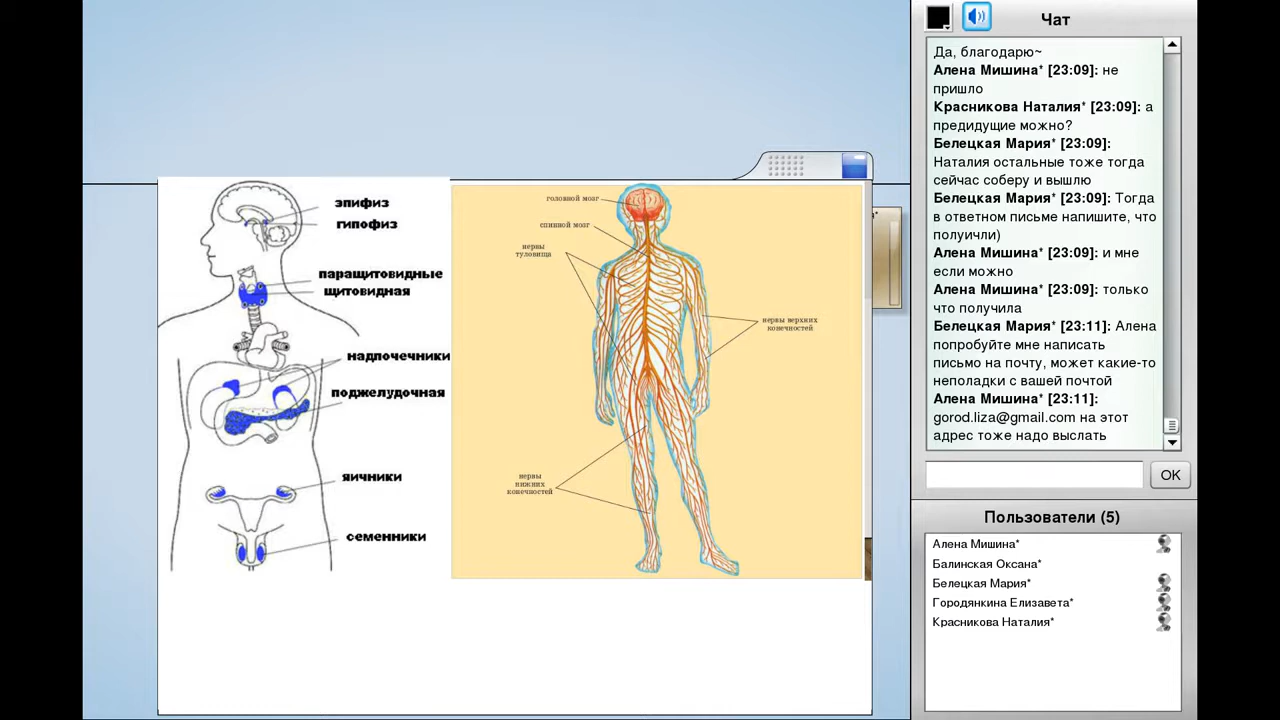 эпифиз
гипофиз
паращитовидные
щитовидная
надпочечники
поджелудочная
яичники
семенники
головной мозг
спинной мозг
нервы
туловища
нервы верхних
конечностей
нервы
нижних
конечностей
Чат
Да, благодарю~
Алена Мишина* [23:09]: не
пришло
Красникова Наталия* [23:09]: а
предидущие можно?
Белецкая Мария* [23:09]:
Наталия остальные тоже тогда
сейчас соберу и вышлю
Белецкая Мария* [23:09]: Тогда
в ответном письме напишите, что
полуичли)
Алена Мишина* [23:09]: и мне
если можно
Алена Мишина* [23:09]: только
что получила
Белецкая Мария* [23:11]: Алена
попробуйте мне написать
письмо на почту, может какие-то
неполадки с вашей почтой
Алена Мишина* [23:11]:
gorod.liza@gmail.com на этот
адрес тоже надо выслать
OK
Пользователи (5)
Алена Мишина*
Балинская Оксана*
Белецкая Мария*
Городянкина Елизавета*
Красникова Наталия*